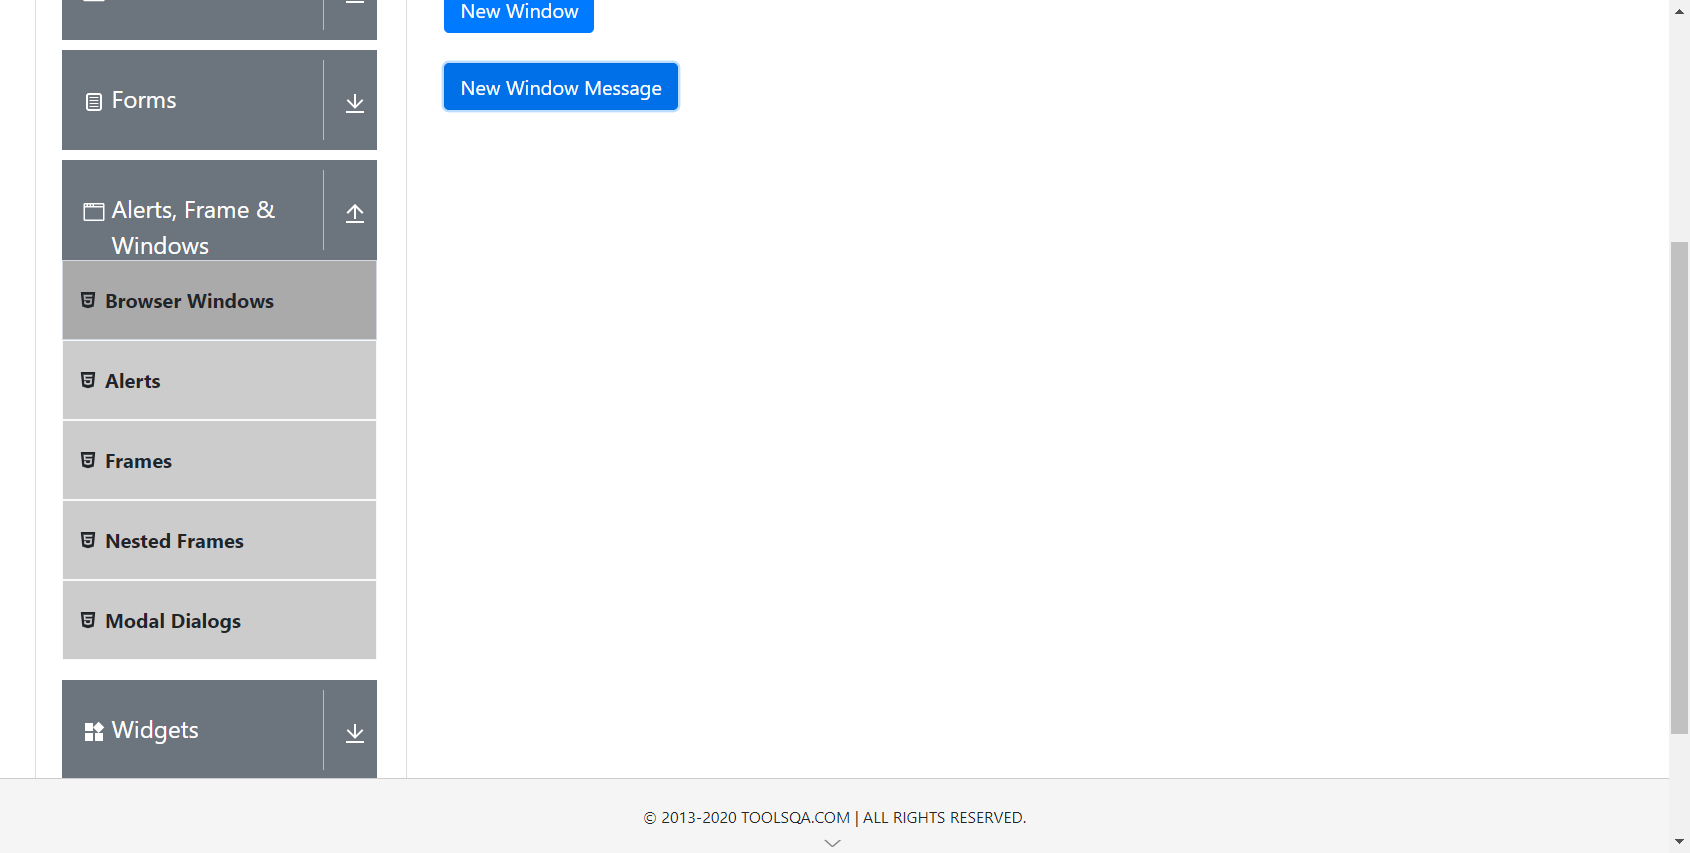 New Window
New Window Message
Forms
Alerts, Frame &
Windows
Browser Windows
Alerts
Frames
Nested Frames
Modal Dialogs
Widgets
© 2013-2020 TOOLSQA.COM | ALL RIGHTS RESERVED.